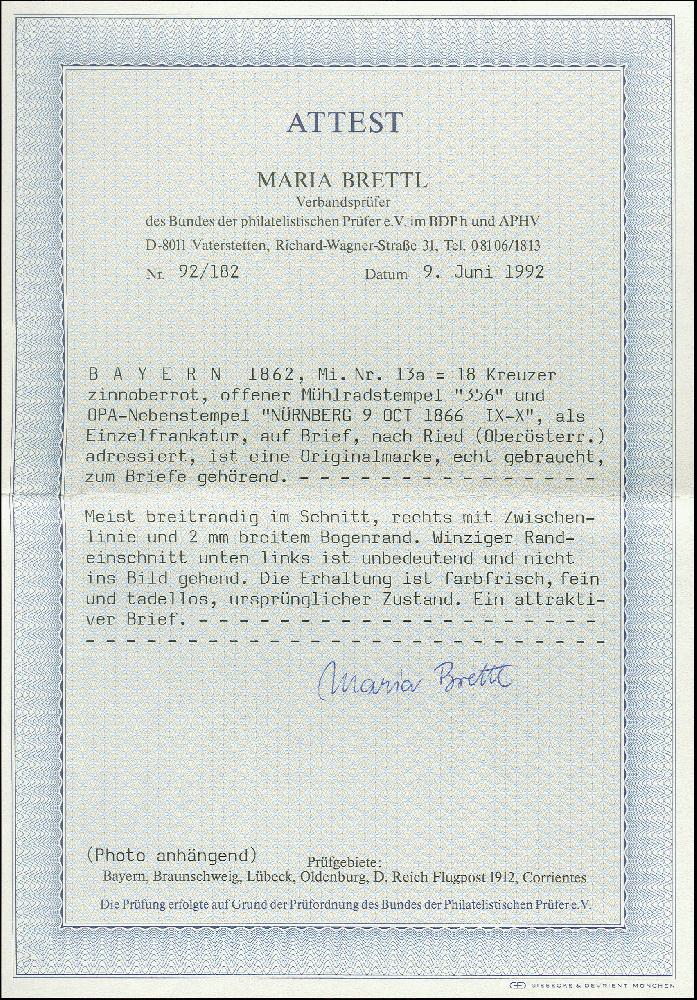 ATTEST
MARIA BRETTL
Verbandsprüfer
des Bundes der philatelistischen Prüfer e.V. im BDPh und APHV
D-8011 Vaterstetten, Richard-Wagner-Straße 31, Tel. 08106/1813
Nr. 92/182 Datum 9. Juni 1992
B A Y E R N 1862, Mi. Nr. 13a = 18 Kreuzer
zinnoberrot, offener Mühlradstempel "356" und
OPA-Nebenstempel "NÜRNBERG 9 OCT 1866 IX-X", als
Einzelfrankatur, auf Brief, nach Ried (Oberösterr.)
adressiert, ist eine Originalmarke, echt gebraucht,
zum Briefe gehörend. - - - - - - - - - - - - - - -
Meist breitrandig im Schnitt, rechts mit Zwischen-
linie und 2 mm breitem Bogenrand. Winziger Rand-
einschnitt unten links ist unbedeutend und nicht
ins Bild gehend. Die Erhaltung ist farbfrisch, fein
und tadellos, ursprünglicher Zustand. Ein attrakti-
ver Brief. - - - - - - - - - - - - - - - - - -
- - - - - - - - - - - - - - - - - - - - - - -
Maria Brettl
(Photo anhängend)
Prüfgebiete:
Bayern, Braunschweig, Lübeck, Oldenburg, D. Reich Flugpost 1912, Corrientes
Die Prüfung erfolgte auf Grund der Prüfordnung des Bundes der Philatelistischen Prüfer e.V.
GIESECKE & DEVRIENT MÜNCHEN